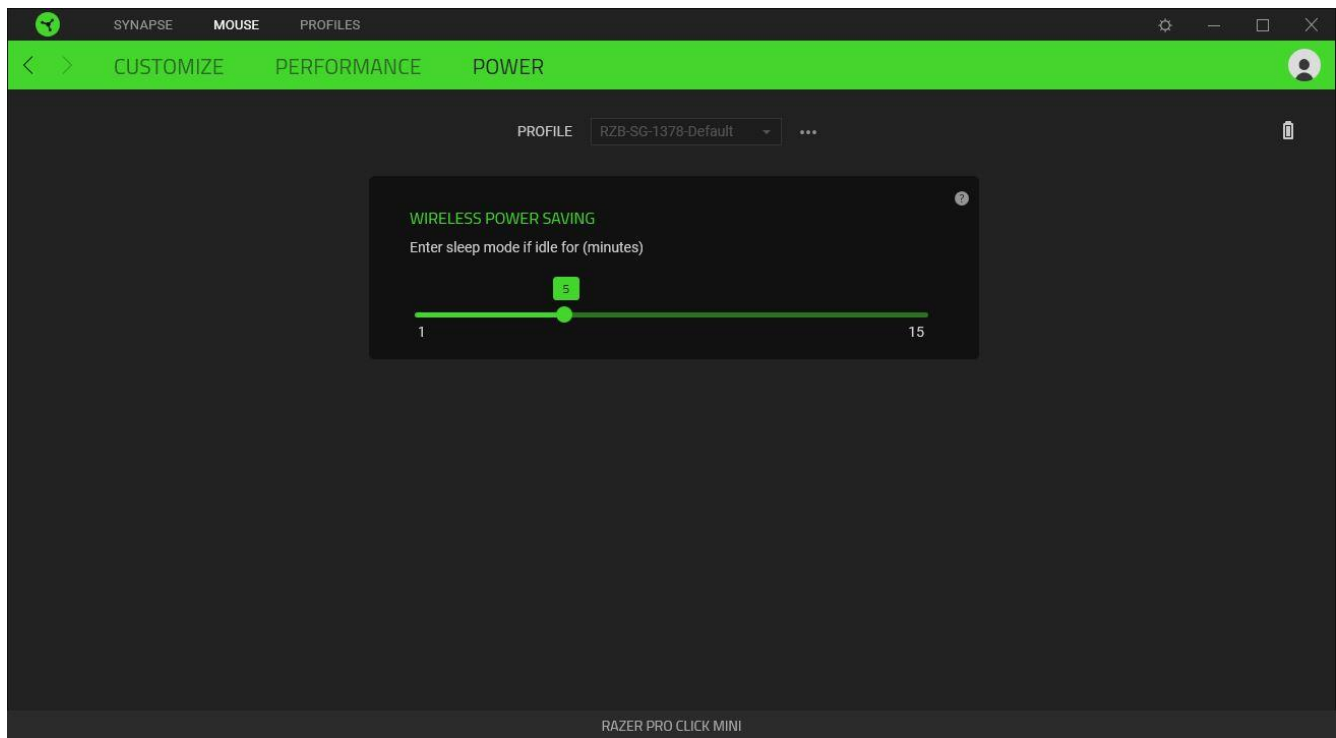 SYNAPSE MOUSE PROFILES
CUSTOMIZE PERFORMANCE POWER
PROFILE RZB-SG-1378-Default
WIRELESS POWER SAVING
?
Enter sleep mode if idle for (minutes)
5
1 15
RAZER PRO CLICK MINI